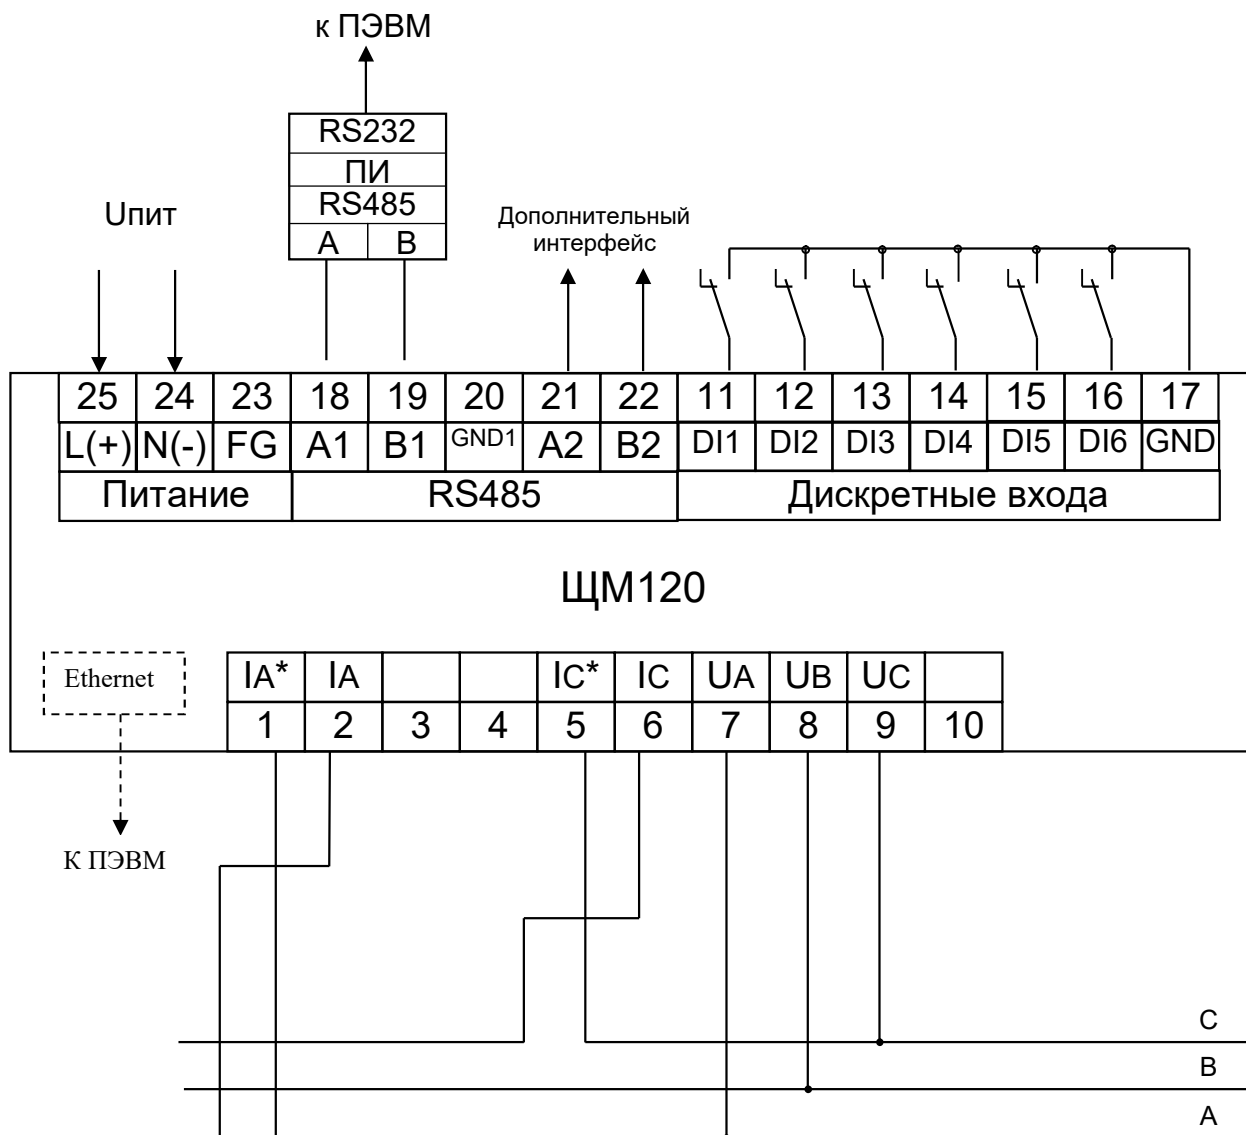 к ПЭВМ
RS232
ПИ
RS485
A B
Uпит
Дополнительный
интерфейс
25 24 23 18 19 20 21 22 11 12 13 14 15 16 17
L(+) N(-) FG A1 B1 GND1 A2 B2 DI1 DI2 DI3 DI4 DI5 DI6 GND
Питание RS485 Дискретные входа
ЩМ120
Ethernet
IA* IA IC* IC UA UB UC
1 2 3 4 5 6 7 8 9 10
К ПЭВМ
C
B
A